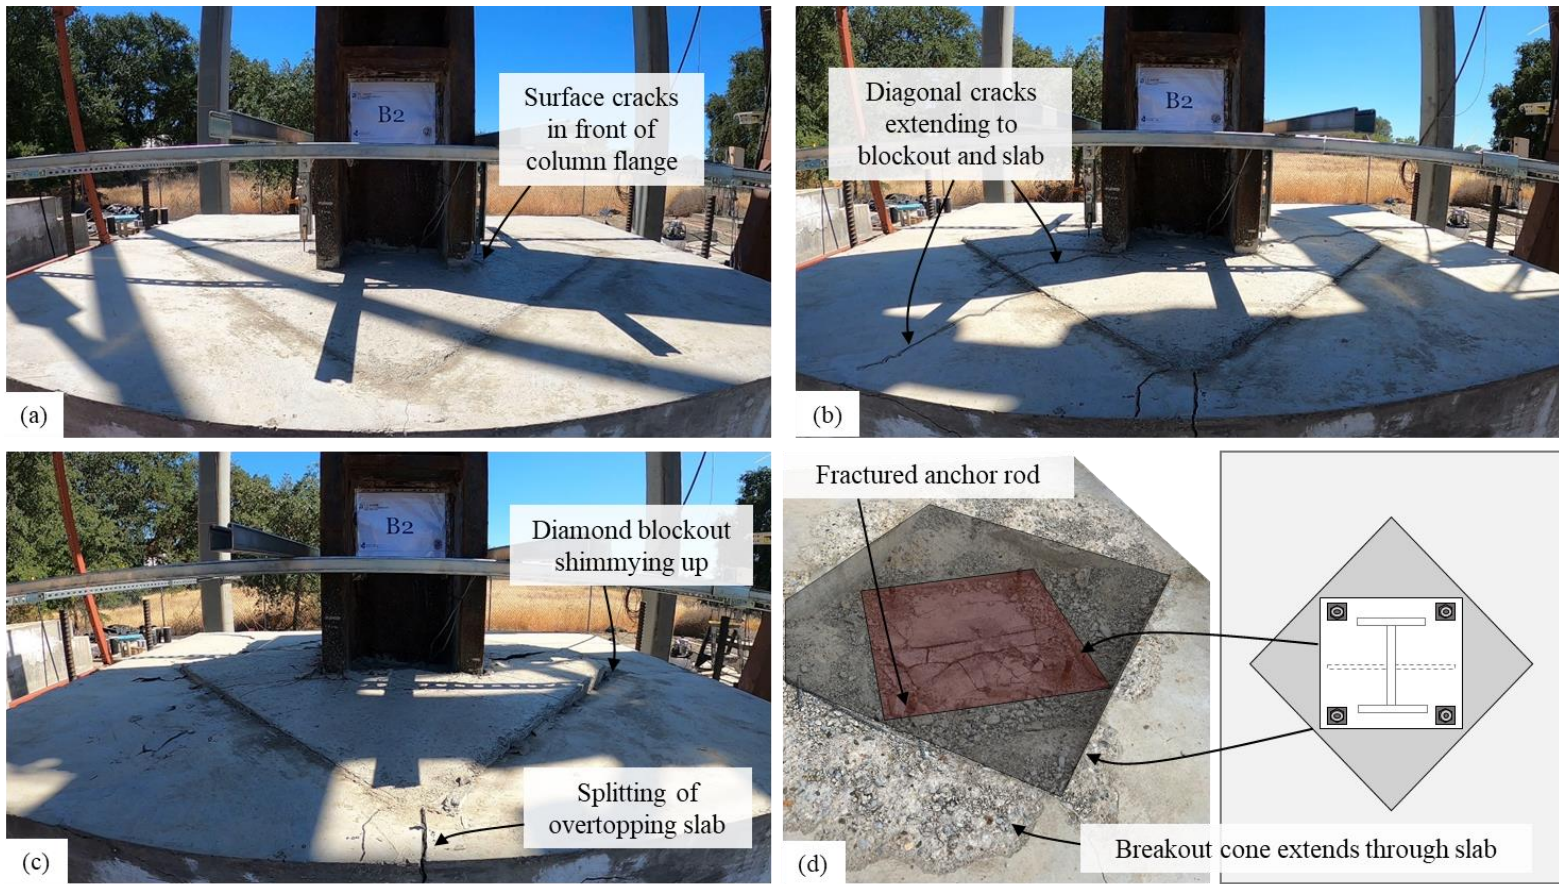 Surface cracks
in front of
column flange
B2
(a)
Diagonal cracks
extending to
blockout and slab
B2
(b)
Diamond blockout
shimmying up
B2
Splitting of
overtopping slab
(c)
Fractured anchor rod
Breakout cone extends through slab
(d)